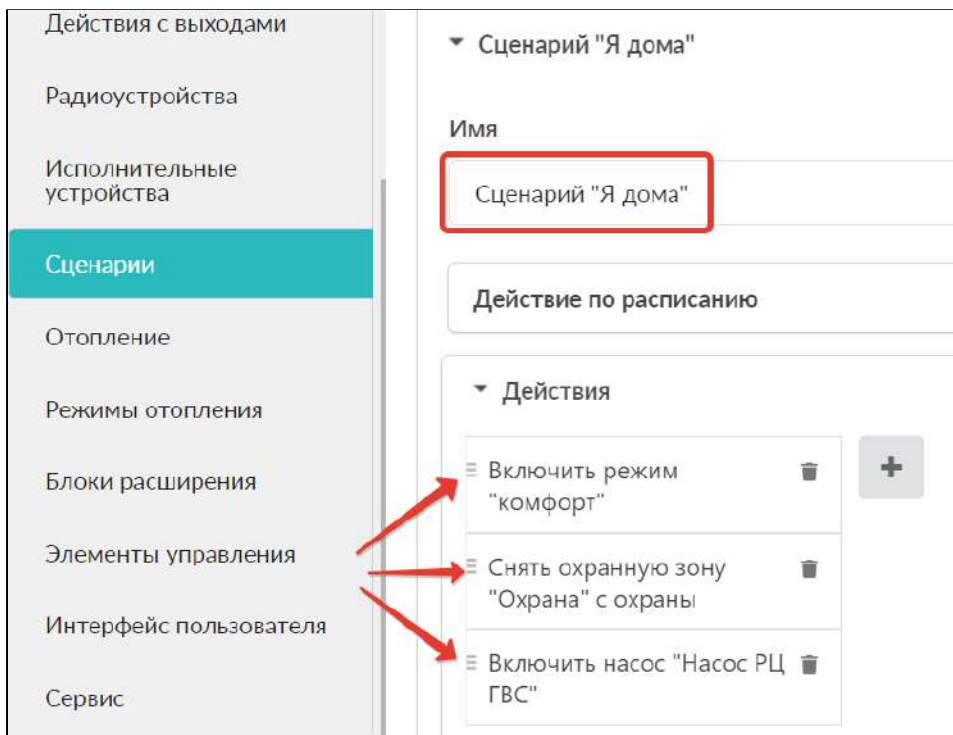 Действия с выходами
Радиоустройства
Исполнительные
устройства
Сценарии
Отопление
Режимы отопления
Блоки расширения
Элементы управления
Интерфейс пользователя
Сервис
Сценарий "Я дома"
Имя
Сценарий "Я дома"
Действие по расписанию
Действия
Включить режим
"комфорт"
Снять охранную зону
"Охрана" с охраны
Включить насос "Насос РЦ
ГВС"